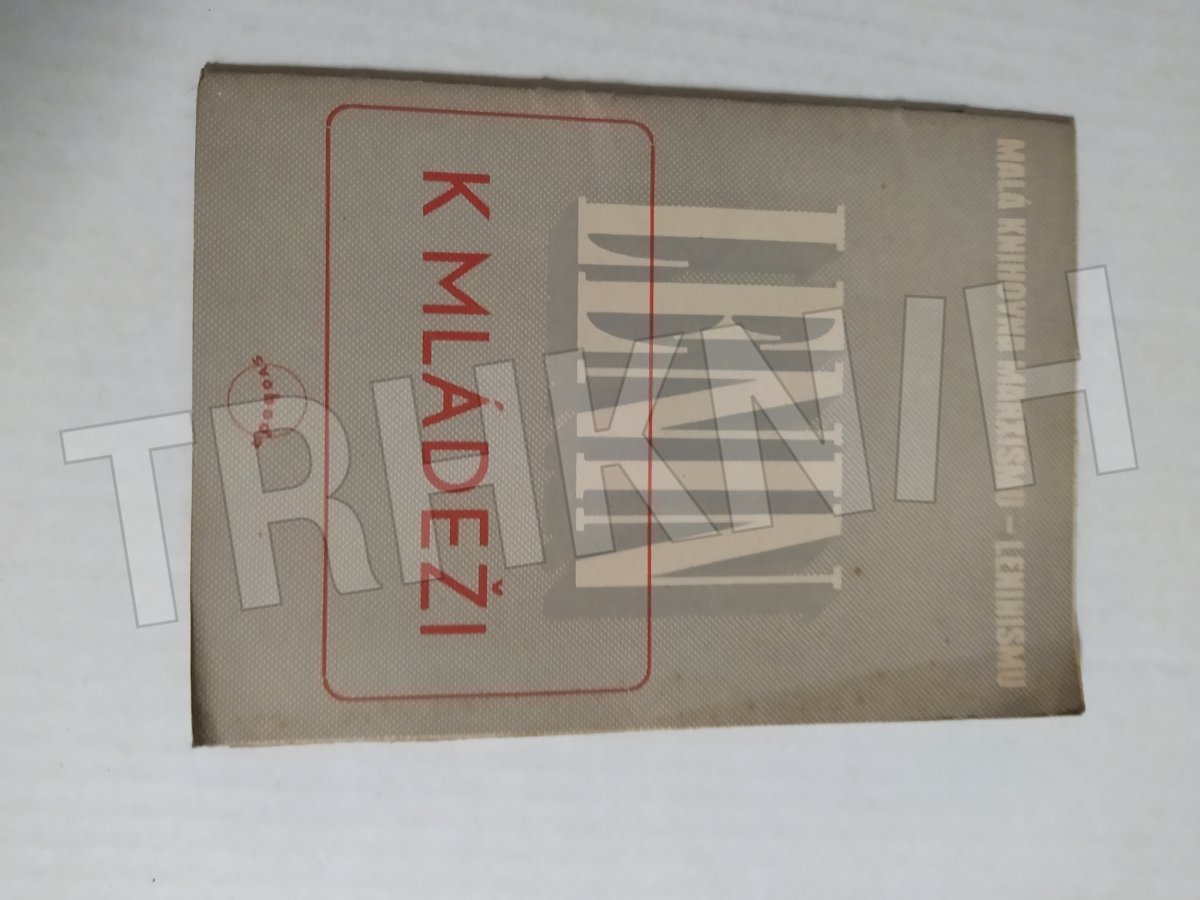 MALÁ KNIHOVNA MARXISMU – LENINISMU
LENIN
K MLÁDEŽI
svoboda
TRHKNIH